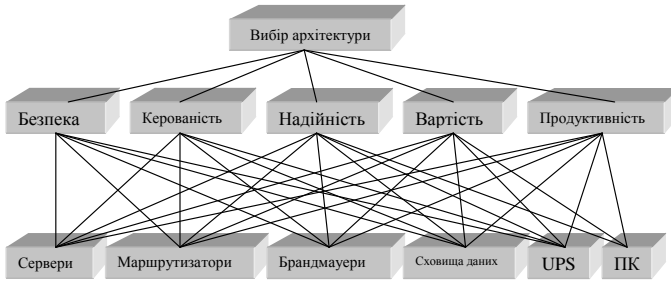 Вибір архітектури
Безпека Керованість Надійність Вартість Продуктивність
Сервери Маршрутизатори Брандмауери Сховища даних UPS ПК